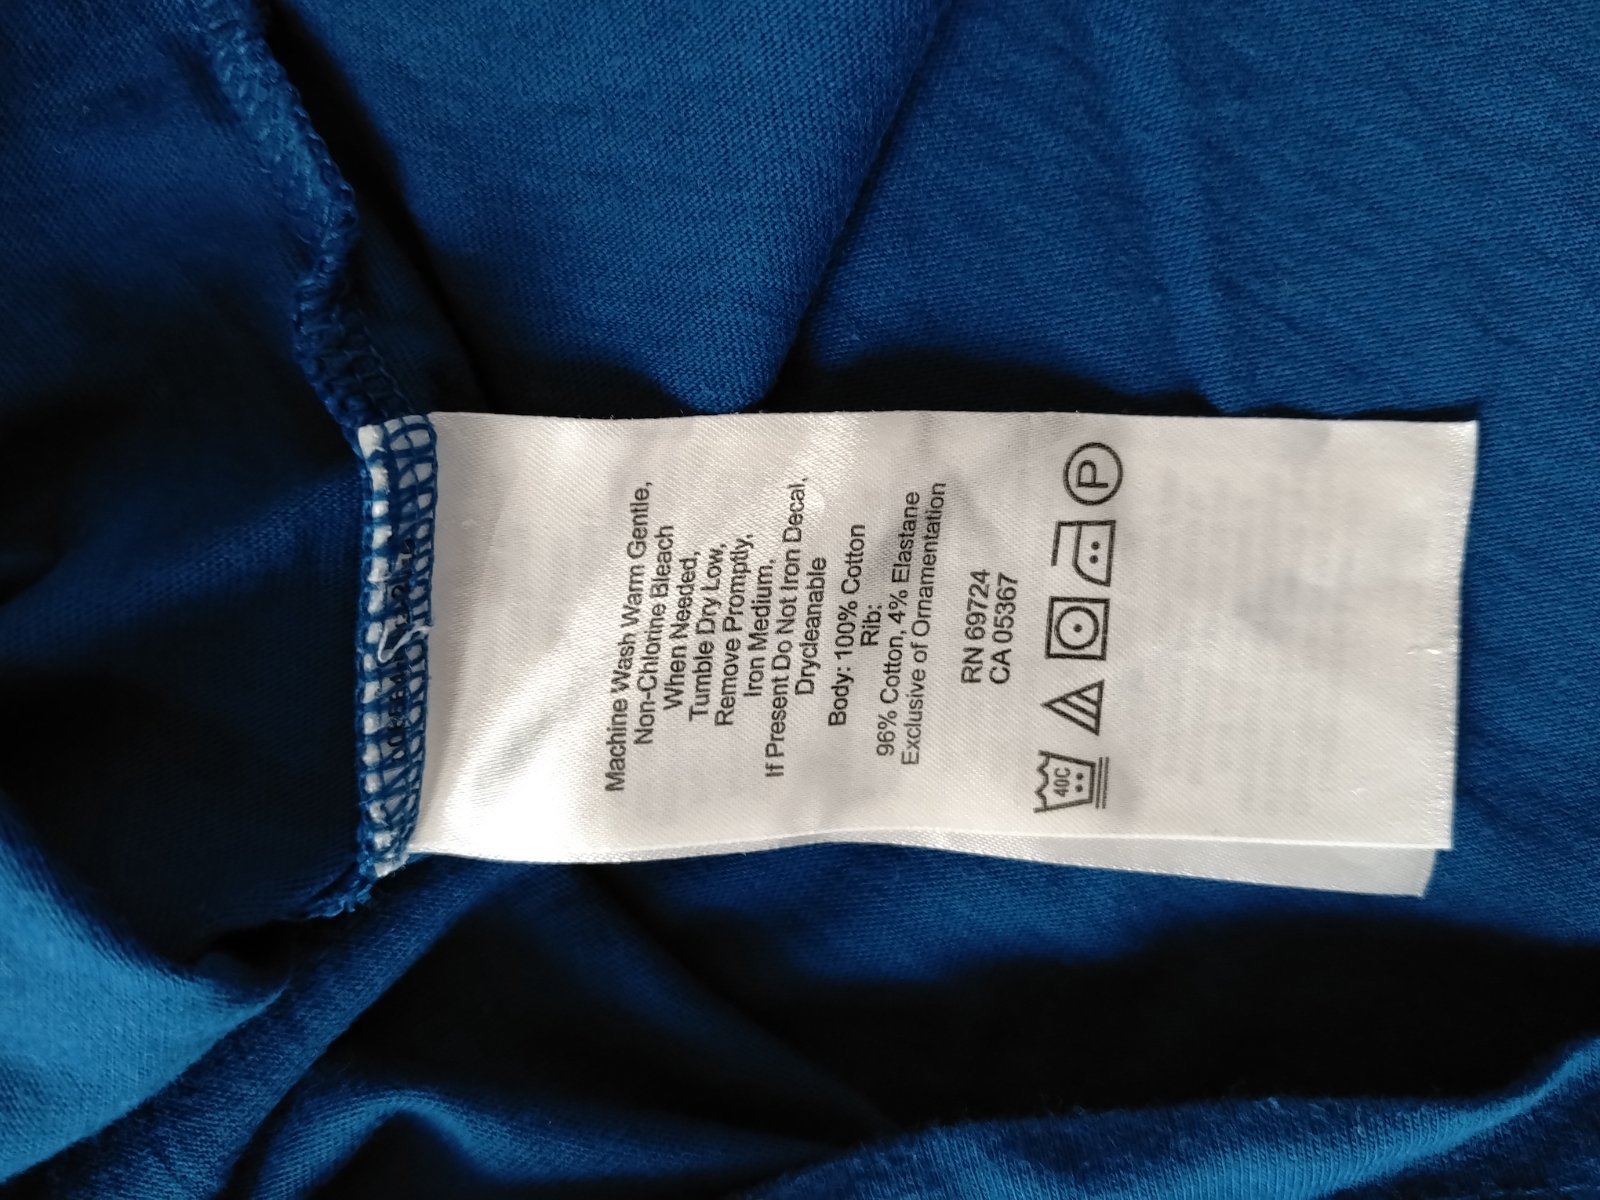 Machine Wash Warm Gentle,
Non-Chlorine Bleach
When Needed,
Tumble Dry Low,
Remove Promptly,
Iron Medium,
If Present Do Not Iron Decal,
Drycleanable
Body: 100% Cotton
Rib:
96% Cotton, 4% Elastane
Exclusive of Ornamentation
RN 69724
CA 05367
40C
P